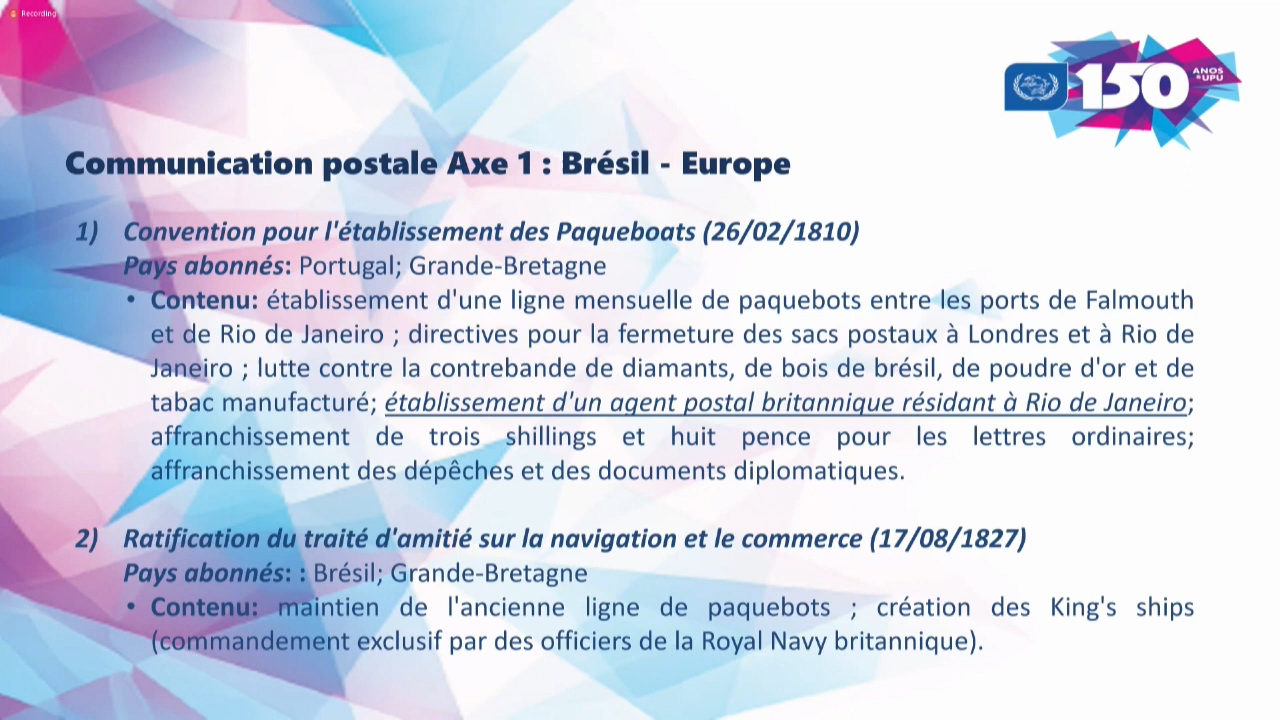 Recording
150 ANOS
UPU
Communication postale Axe 1 : Brésil - Europe
1) Convention pour l'établissement des Paqueboats (26/02/1810)
Pays abonnés: Portugal; Grande-Bretagne
• Contenu: établissement d'une ligne mensuelle de paquebots entre les ports de Falmouth
et de Rio de Janeiro ; directives pour la fermeture des sacs postaux à Londres et à Rio de
Janeiro ; lutte contre la contrebande de diamants, de bois de brésil, de poudre d'or et de
tabac manufacturé; établissement d'un agent postal britannique résidant à Rio de Janeiro;
affranchissement de trois shillings et huit pence pour les lettres ordinaires;
affranchissement des dépêches et des documents diplomatiques.
2) Ratification du traité d'amitié sur la navigation et le commerce (17/08/1827)
Pays abonnés: : Brésil; Grande-Bretagne
• Contenu: maintien de l'ancienne ligne de paquebots ; création des King's ships
(commandement exclusif par des officiers de la Royal Navy britannique).